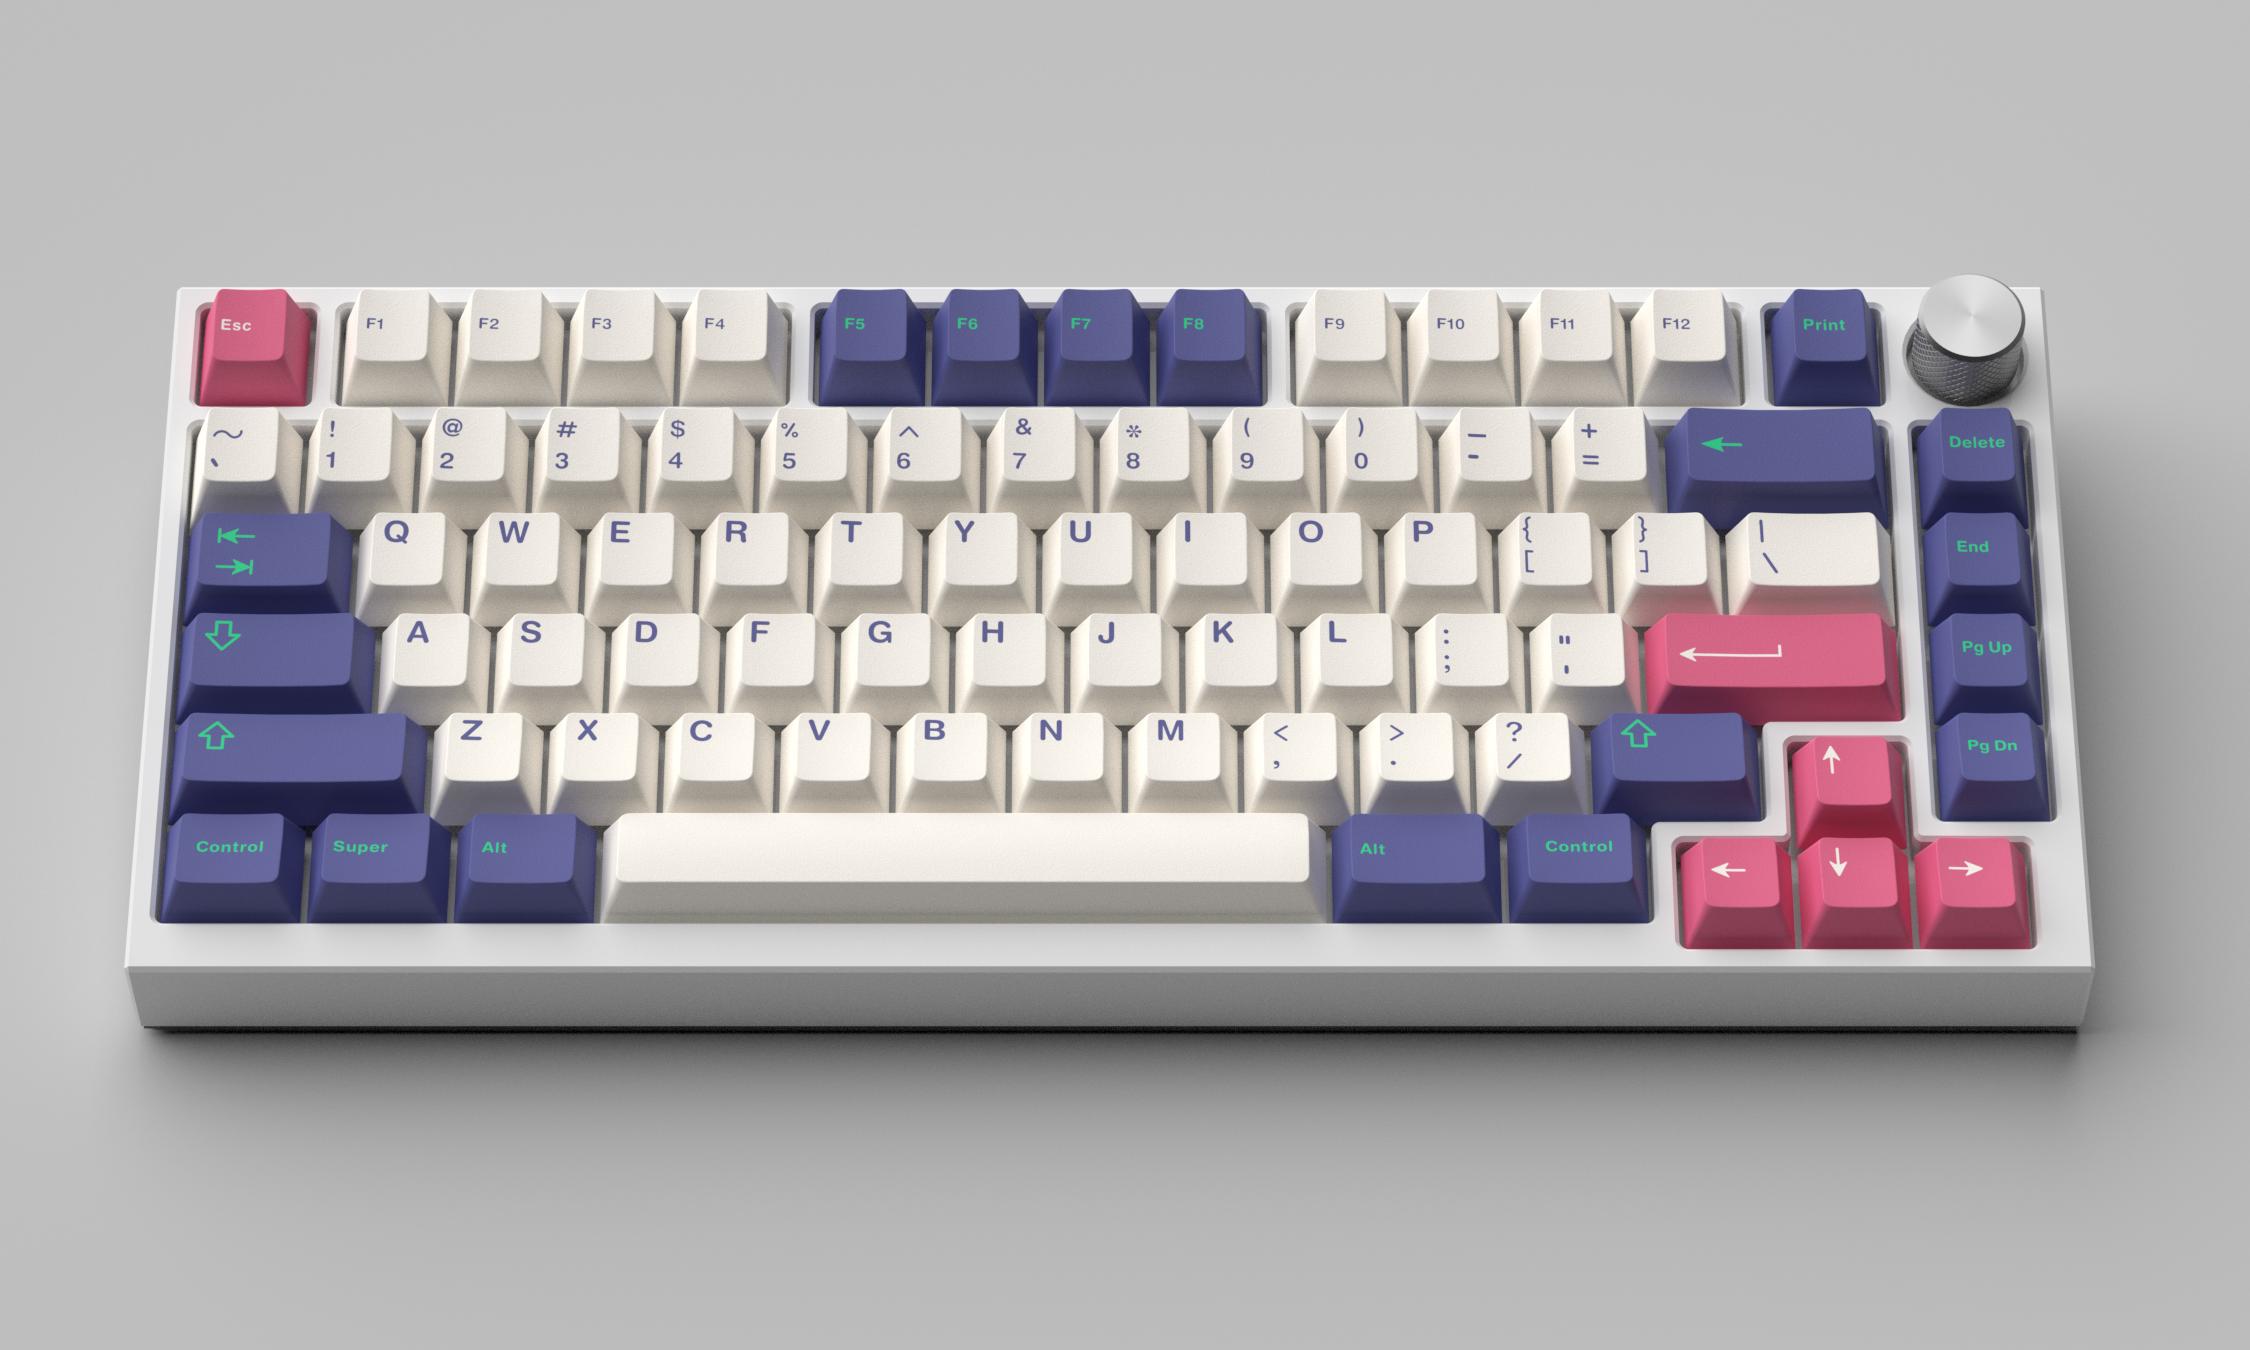 Esc F1 F2 F3 F4 F5 F6 F7 F8 F9 F10 F11 F12 Print
~ ! @ # $ % ^ & * ( ) _ +
` 1 2 3 4 5 6 7 8 9 0 - = ← Delete
⇤ Q W E R T Y U I O P { } | End
⇥ [ ] \
⇩ A S D F G H J K L : " Pg Up
; '
⇧ Z X C V B N M < > ? ⇧ ↑ Pg Dn
, . /
Control Super Alt Alt Control ← ↓ →